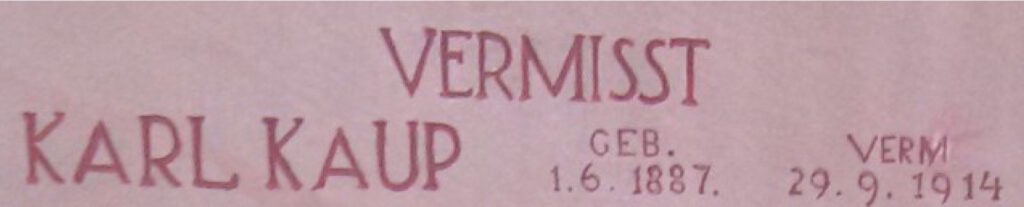 VERMISST
KARL KAUP GEB. VERM
1.6.1887. 29.9.1914